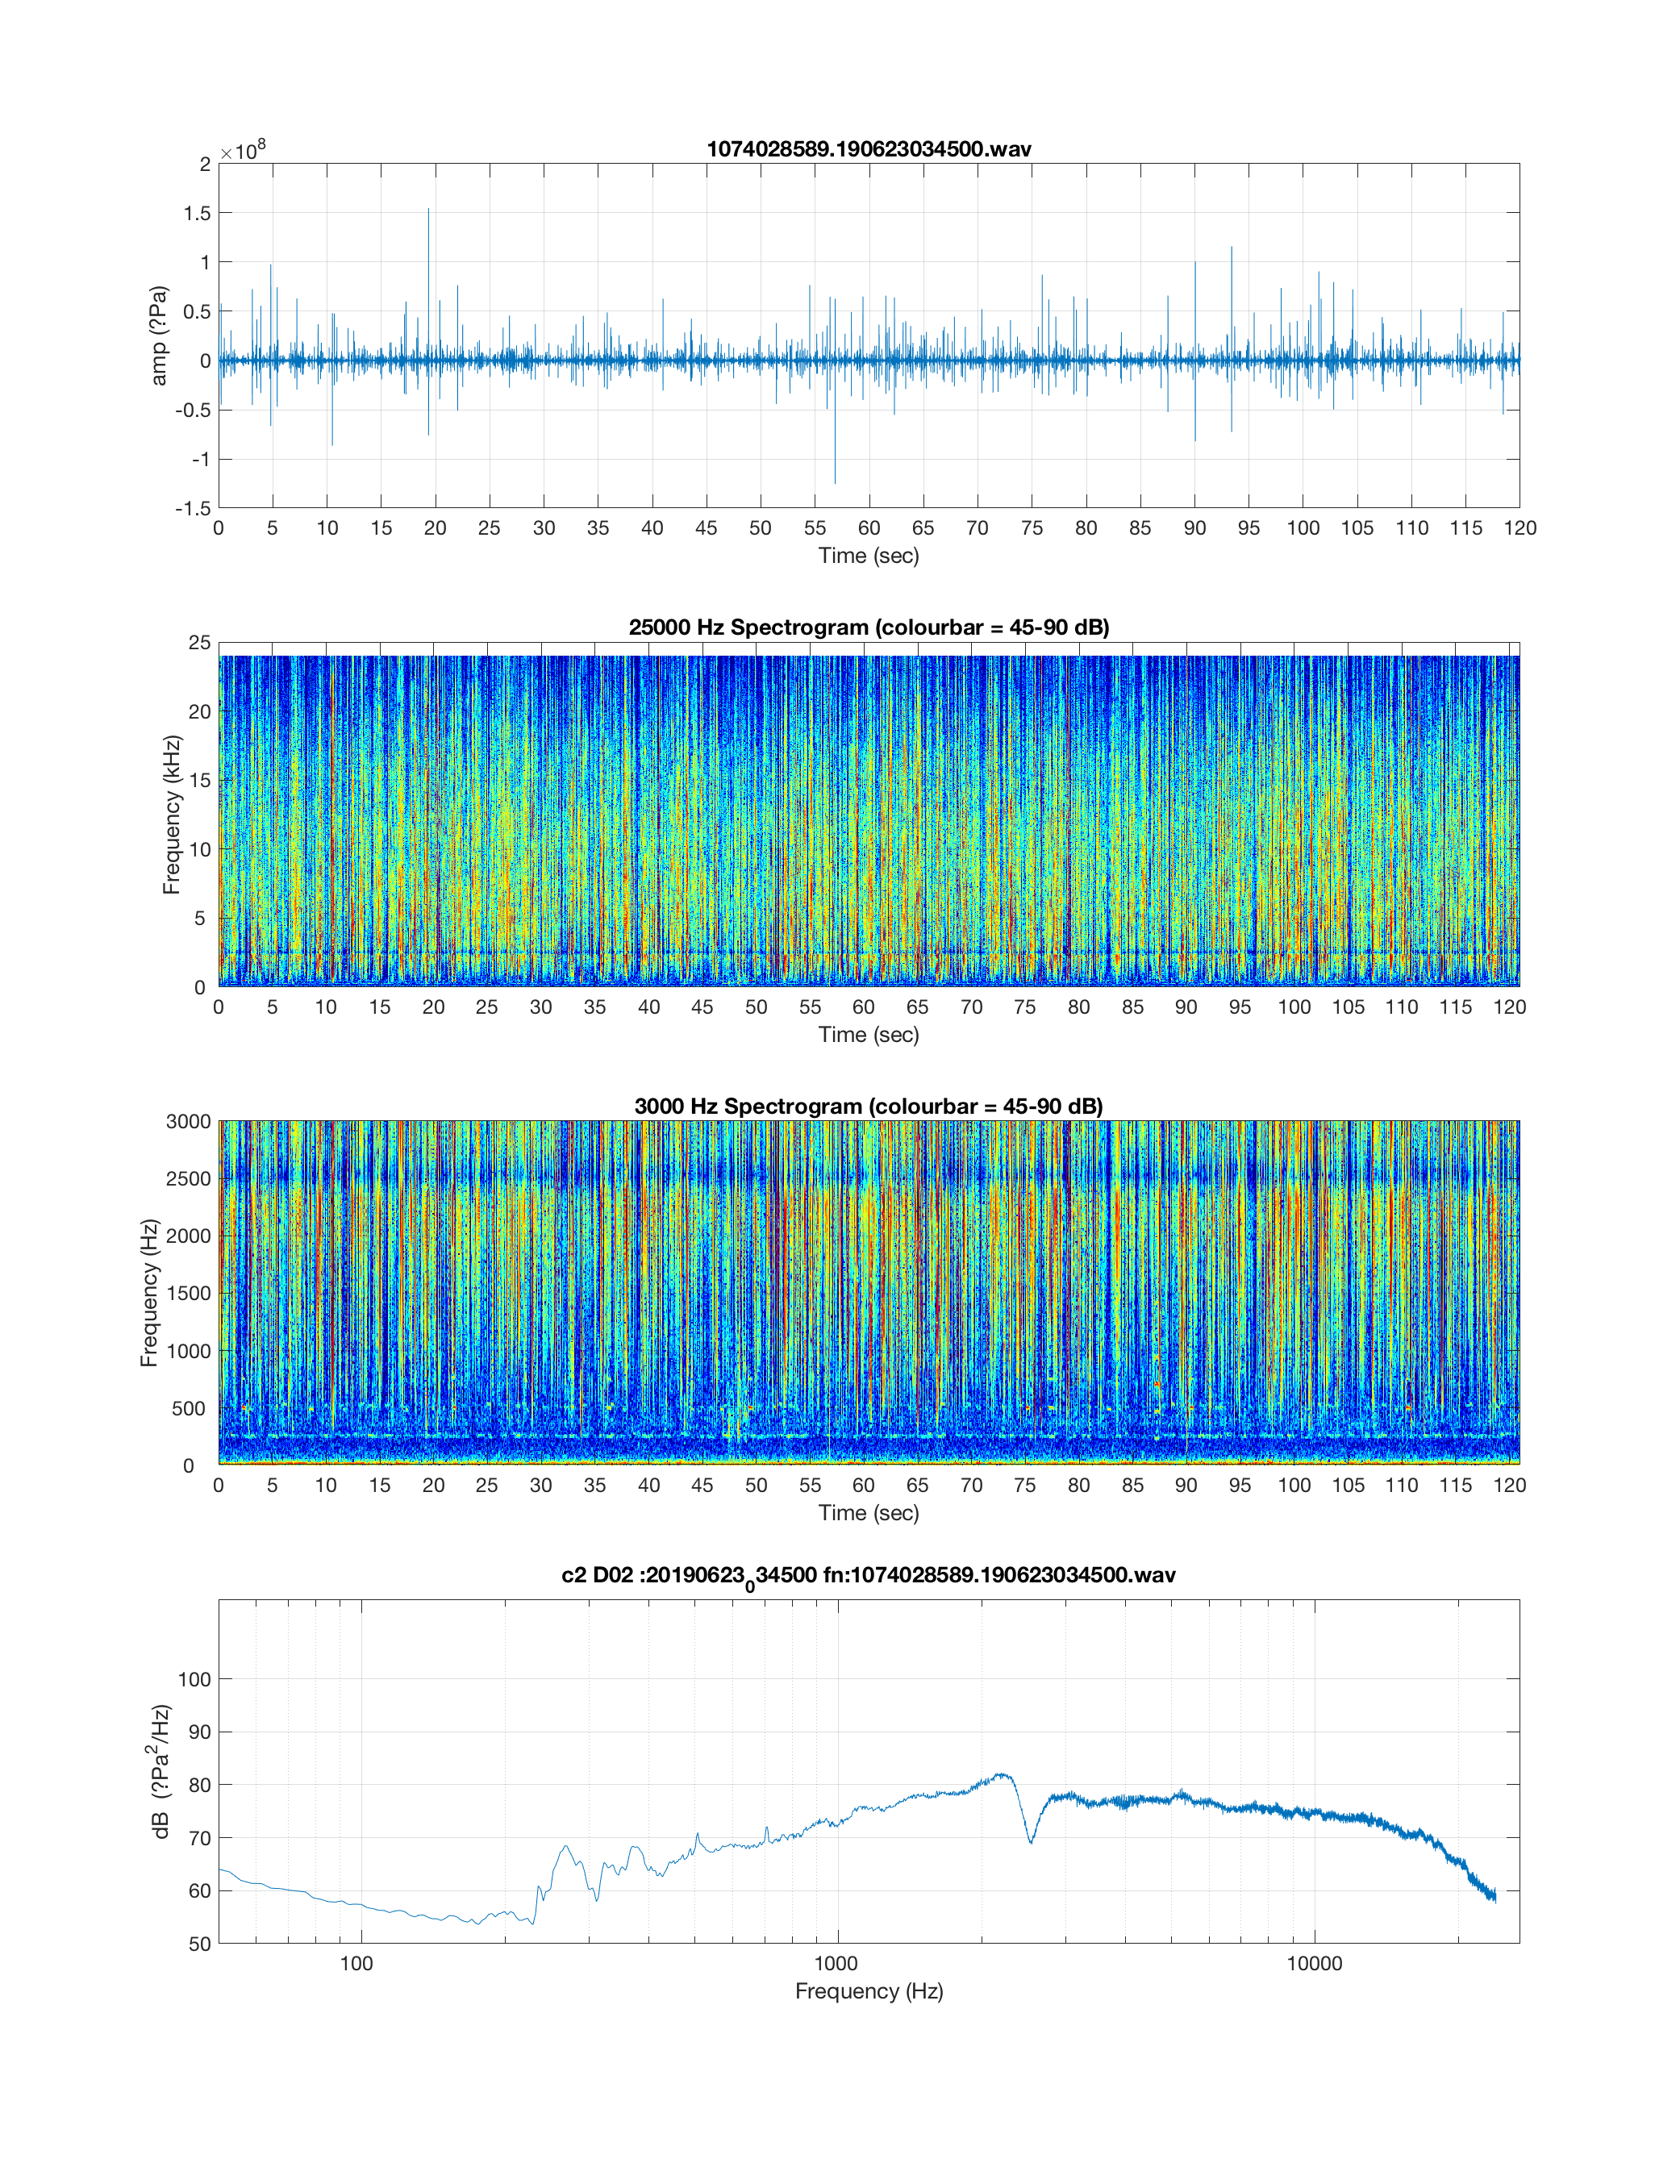 1074028589.190623034500.wav
×10^8
2
1.5
1
0.5
0
-0.5
-1
-1.5
amp (?Pa)
0 5 10 15 20 25 30 35 40 45 50 55 60 65 70 75 80 85 90 95 100 105 110 115 120
Time (sec)
25000 Hz Spectrogram (colourbar = 45-90 dB)
25
20
15
10
5
0
Frequency (kHz)
0 5 10 15 20 25 30 35 40 45 50 55 60 65 70 75 80 85 90 95 100 105 110 115 120
Time (sec)
3000 Hz Spectrogram (colourbar = 45-90 dB)
3000
2500
2000
1500
1000
500
0
Frequency (Hz)
0 5 10 15 20 25 30 35 40 45 50 55 60 65 70 75 80 85 90 95 100 105 110 115 120
Time (sec)
c2 D02 :20190623_034500 fn:1074028589.190623034500.wav
100
90
80
70
60
50
dB (?Pa^2/Hz)
100 1000 10000
Frequency (Hz)